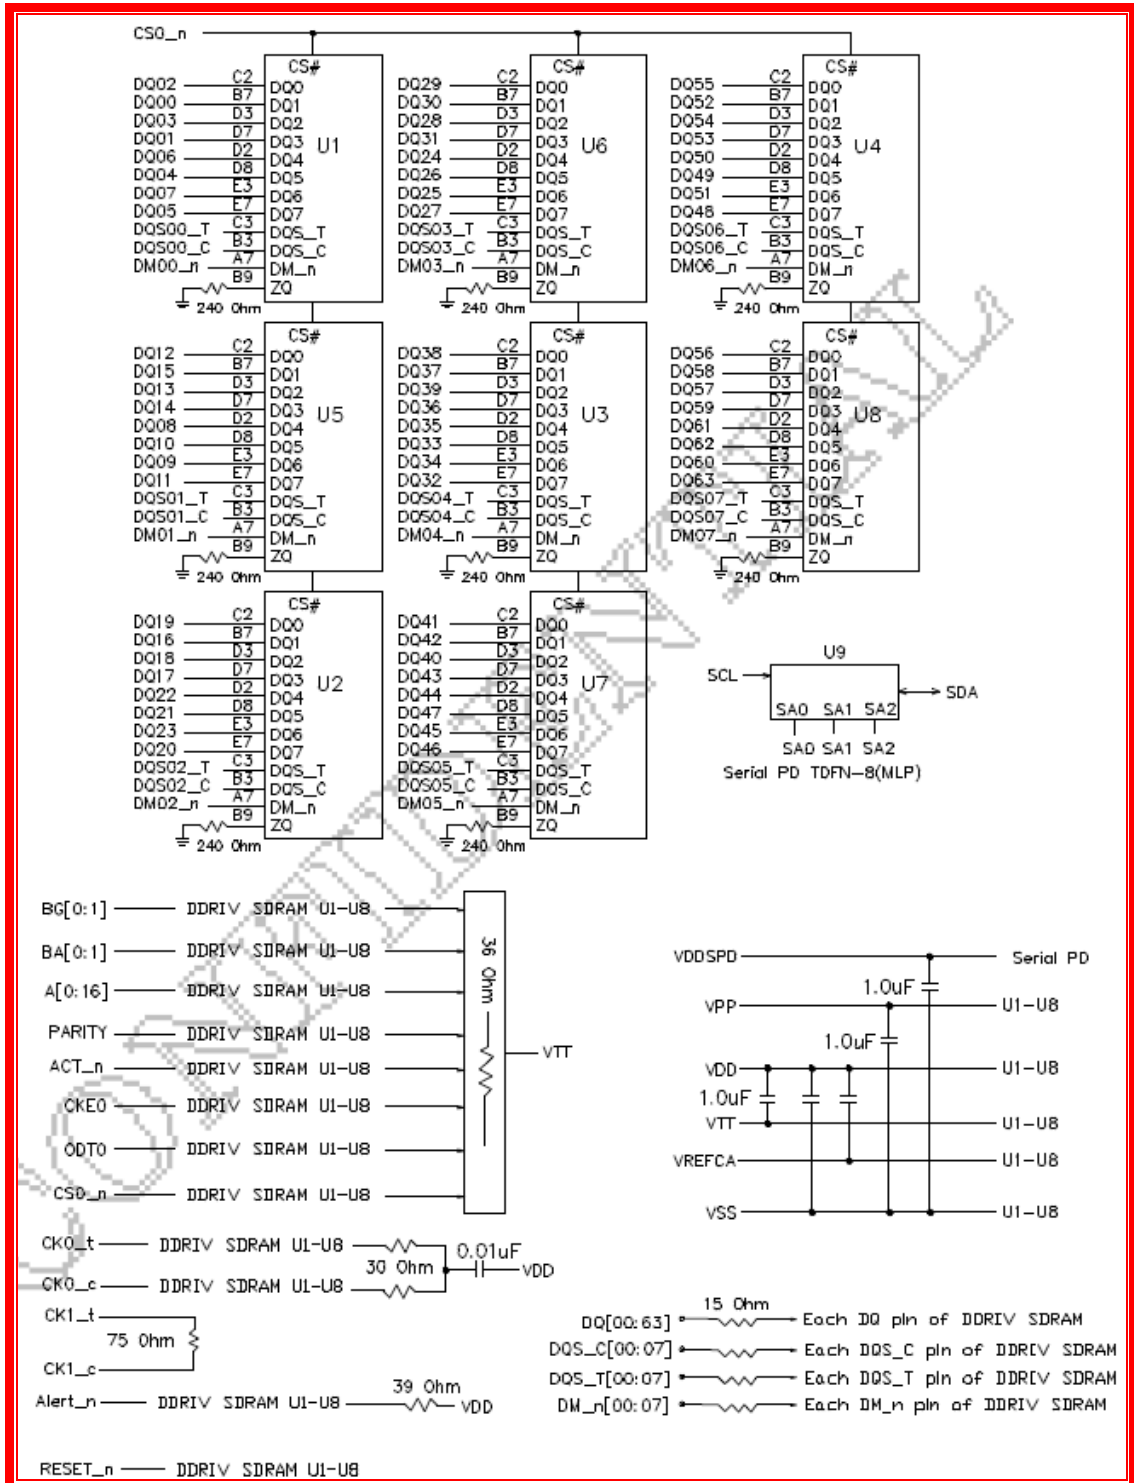 CS0_n
CS#
DQ02 C2 DQ0
DQ00 B7 DQ1
DQ03 D3 DQ2
DQ01 D7 DQ3
DQ06 D2 DQ4
DQ04 D8 DQ5
DQ07 E3 DQ6
DQ05 E7 DQ7
DQS00_T C3 DQS_T
DQS00_C B3 DQS_C
DM00_n A7 DM_n
B9 ZQ
U1
240 Ohm
CS#
DQ29 C2 DQ0
DQ30 B7 DQ1
DQ28 D3 DQ2
DQ31 D7 DQ3
DQ24 D2 DQ4
DQ26 D8 DQ5
DQ25 E3 DQ6
DQ27 E7 DQ7
DQS03_T C3 DQS_T
DQS03_C B3 DQS_C
DM03_n A7 DM_n
B9 ZQ
U6
240 Ohm
CS#
DQ55 C2 DQ0
DQ52 B7 DQ1
DQ54 D3 DQ2
DQ53 D7 DQ3
DQ50 D2 DQ4
DQ49 D8 DQ5
DQ51 E3 DQ6
DQ48 E7 DQ7
DQS06_T C3 DQS_T
DQS06_C B3 DQS_C
DM06_n A7 DM_n
B9 ZQ
U4
240 Ohm
CS#
DQ12 C2 DQ0
DQ15 B7 DQ1
DQ13 D3 DQ2
DQ14 D7 DQ3
DQ08 D2 DQ4
DQ10 D8 DQ5
DQ09 E3 DQ6
DQ11 E7 DQ7
DQS01_T C3 DQS_T
DQS01_C B3 DQS_C
DM01_n A7 DM_n
B9 ZQ
U5
240 Ohm
CS#
DQ38 C2 DQ0
DQ37 B7 DQ1
DQ39 D3 DQ2
DQ36 D7 DQ3
DQ35 D2 DQ4
DQ33 D8 DQ5
DQ34 E3 DQ6
DQ32 E7 DQ7
DQS04_T C3 DQS_T
DQS04_C B3 DQS_C
DM04_n A7 DM_n
B9 ZQ
U3
240 Ohm
CS#
DQ56 C2 DQ0
DQ58 B7 DQ1
DQ57 D3 DQ2
DQ59 D7 DQ3
DQ61 D2 DQ4
DQ62 D8 DQ5
DQ60 E3 DQ6
DQ63 E7 DQ7
DQS07_T C3 DQS_T
DQS07_C B3 DQS_C
DM07_n A7 DM_n
B9 ZQ
U8
240 Ohm
CS#
DQ19 C2 DQ0
DQ16 B7 DQ1
DQ18 D3 DQ2
DQ17 D7 DQ3
DQ22 D2 DQ4
DQ21 D8 DQ5
DQ23 E3 DQ6
DQ20 E7 DQ7
DQS02_T C3 DQS_T
DQS02_C B3 DQS_C
DM02_n A7 DM_n
B9 ZQ
U2
240 Ohm
CS#
DQ41 C2 DQ0
DQ42 B7 DQ1
DQ40 D3 DQ2
DQ43 D7 DQ3
DQ44 D2 DQ4
DQ47 D8 DQ5
DQ45 E3 DQ6
DQ46 E7 DQ7
DQS05_T C3 DQS_T
DQS05_C B3 DQS_C
DM05_n A7 DM_n
B9 ZQ
U7
240 Ohm
U9
SCL
SDA
SA0 SA1 SA2
SA0 SA1 SA2
Serial PD TDFN-8(MLP)
BG[0:1] DDRIV SDRAM U1-U8
BA[0:1] DDRIV SDRAM U1-U8
A[0:16] DDRIV SDRAM U1-U8
PARITY DDRIV SDRAM U1-U8
ACT_n DDRIV SDRAM U1-U8
CKE0 DDRIV SDRAM U1-U8
ODT0 DDRIV SDRAM U1-U8
CS0_n DDRIV SDRAM U1-U8
36 Ohm
VTT
VDDSPD Serial PD
1.0uF
VPP U1-U8
1.0uF
VDD U1-U8
1.0uF
VTT U1-U8
VREFCA U1-U8
VSS U1-U8
CK0_t DDRIV SDRAM U1-U8
30 Ohm 0.01uF VDD
CK0_c DDRIV SDRAM U1-U8
CK1_t
75 Ohm
CK1_c
Alert_n DDRIV SDRAM U1-U8 39 Ohm VDD
RESET_n DDRIV SDRAM U1-U8
15 Ohm
DQ[00:63] Each DQ pin of DDRIV SDRAM
DQS_C[00:07] Each DQS_C pin of DDRIV SDRAM
DQS_T[00:07] Each DQS_T pin of DDRIV SDRAM
DM_n[00:07] Each DM_n pin of DDRIV SDRAM
CONFIDENTIAL